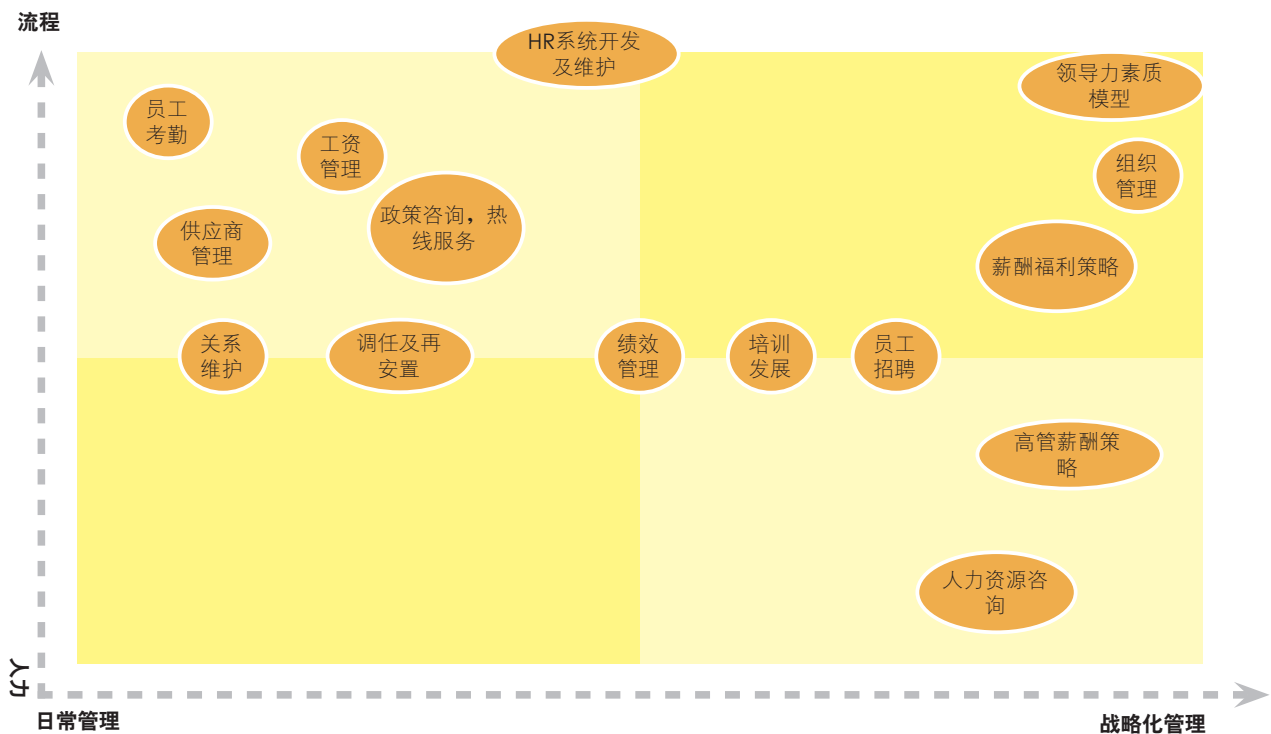 流程
HR系统开发
及维护
领导力素质
模型
员工
考勤
工资
管理
组织
管理
政策咨询，热
线服务
供应商
管理
薪酬福利策略
关系
维护
调任及再
安置
绩效
管理
培训
发展
员工
招聘
高管薪酬策
略
人力资源咨
询
人力
日常管理
战略化管理